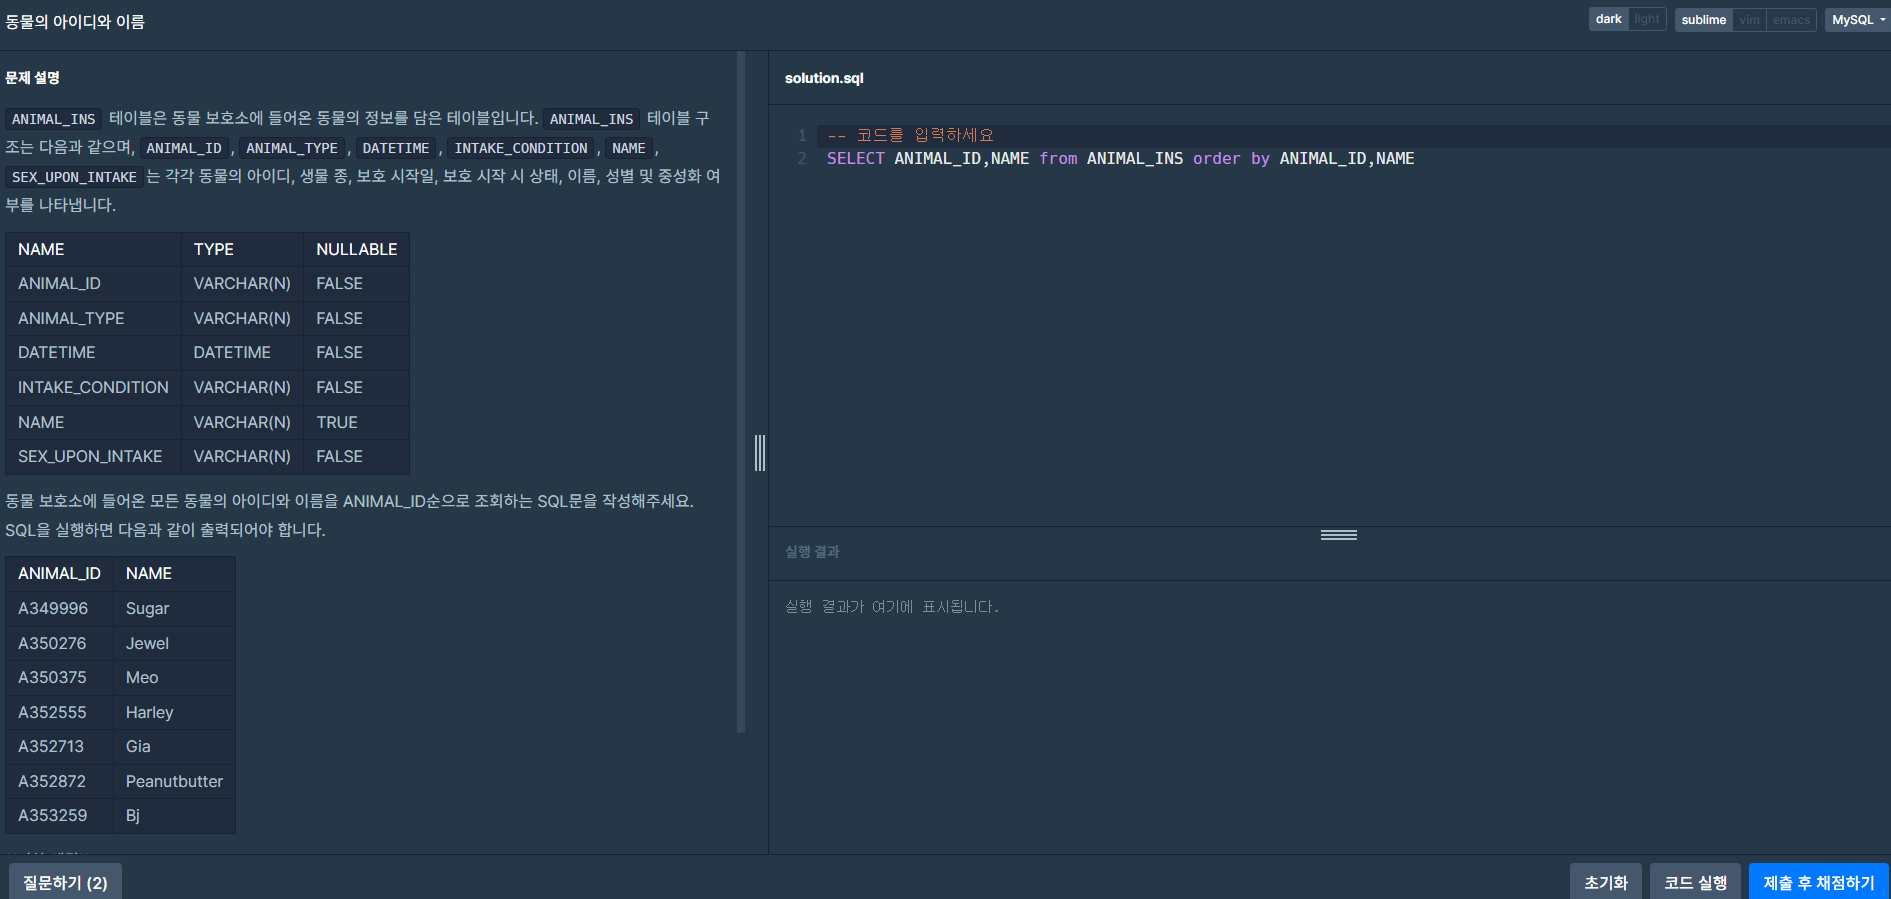 동물의 아이디와 이름
dark light sublime vim emacs MySQL
문제 설명
ANIMAL_INS 테이블은 동물 보호소에 들어온 동물의 정보를 담은 테이블입니다. ANIMAL_INS 테이블 구
조는 다음과 같으며, ANIMAL_ID, ANIMAL_TYPE, DATETIME, INTAKE_CONDITION, NAME,
SEX_UPON_INTAKE는 각각 동물의 아이디, 생물 종, 보호 시작일, 보호 시작 시 상태, 이름, 성별 및 중성화 여
부를 나타냅니다.
NAME TYPE NULLABLE
ANIMAL_ID VARCHAR(N) FALSE
ANIMAL_TYPE VARCHAR(N) FALSE
DATETIME DATETIME FALSE
INTAKE_CONDITION VARCHAR(N) FALSE
NAME VARCHAR(N) TRUE
SEX_UPON_INTAKE VARCHAR(N) FALSE
동물 보호소에 들어온 모든 동물의 아이디와 이름을 ANIMAL_ID순으로 조회하는 SQL문을 작성해주세요.
SQL을 실행하면 다음과 같이 출력되어야 합니다.
ANIMAL_ID NAME
A349996 Sugar
A350276 Jewel
A350375 Meo
A352555 Harley
A352713 Gia
A352872 Peanutbutter
A353259 Bj
solution.sql
1 -- 코드를 입력하세요
2 SELECT ANIMAL_ID,NAME from ANIMAL_INS order by ANIMAL_ID,NAME
실행 결과
실행 결과가 여기에 표시됩니다.
질문하기 (2)
초기화 코드 실행 제출 후 채점하기